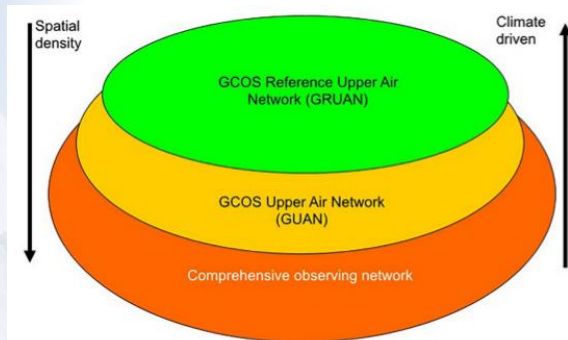 Spatial
density
Climate
driven
GCOS Reference Upper Air
Network (GRUAN)
GCOS Upper Air Network
(GUAN)
Comprehensive observing network